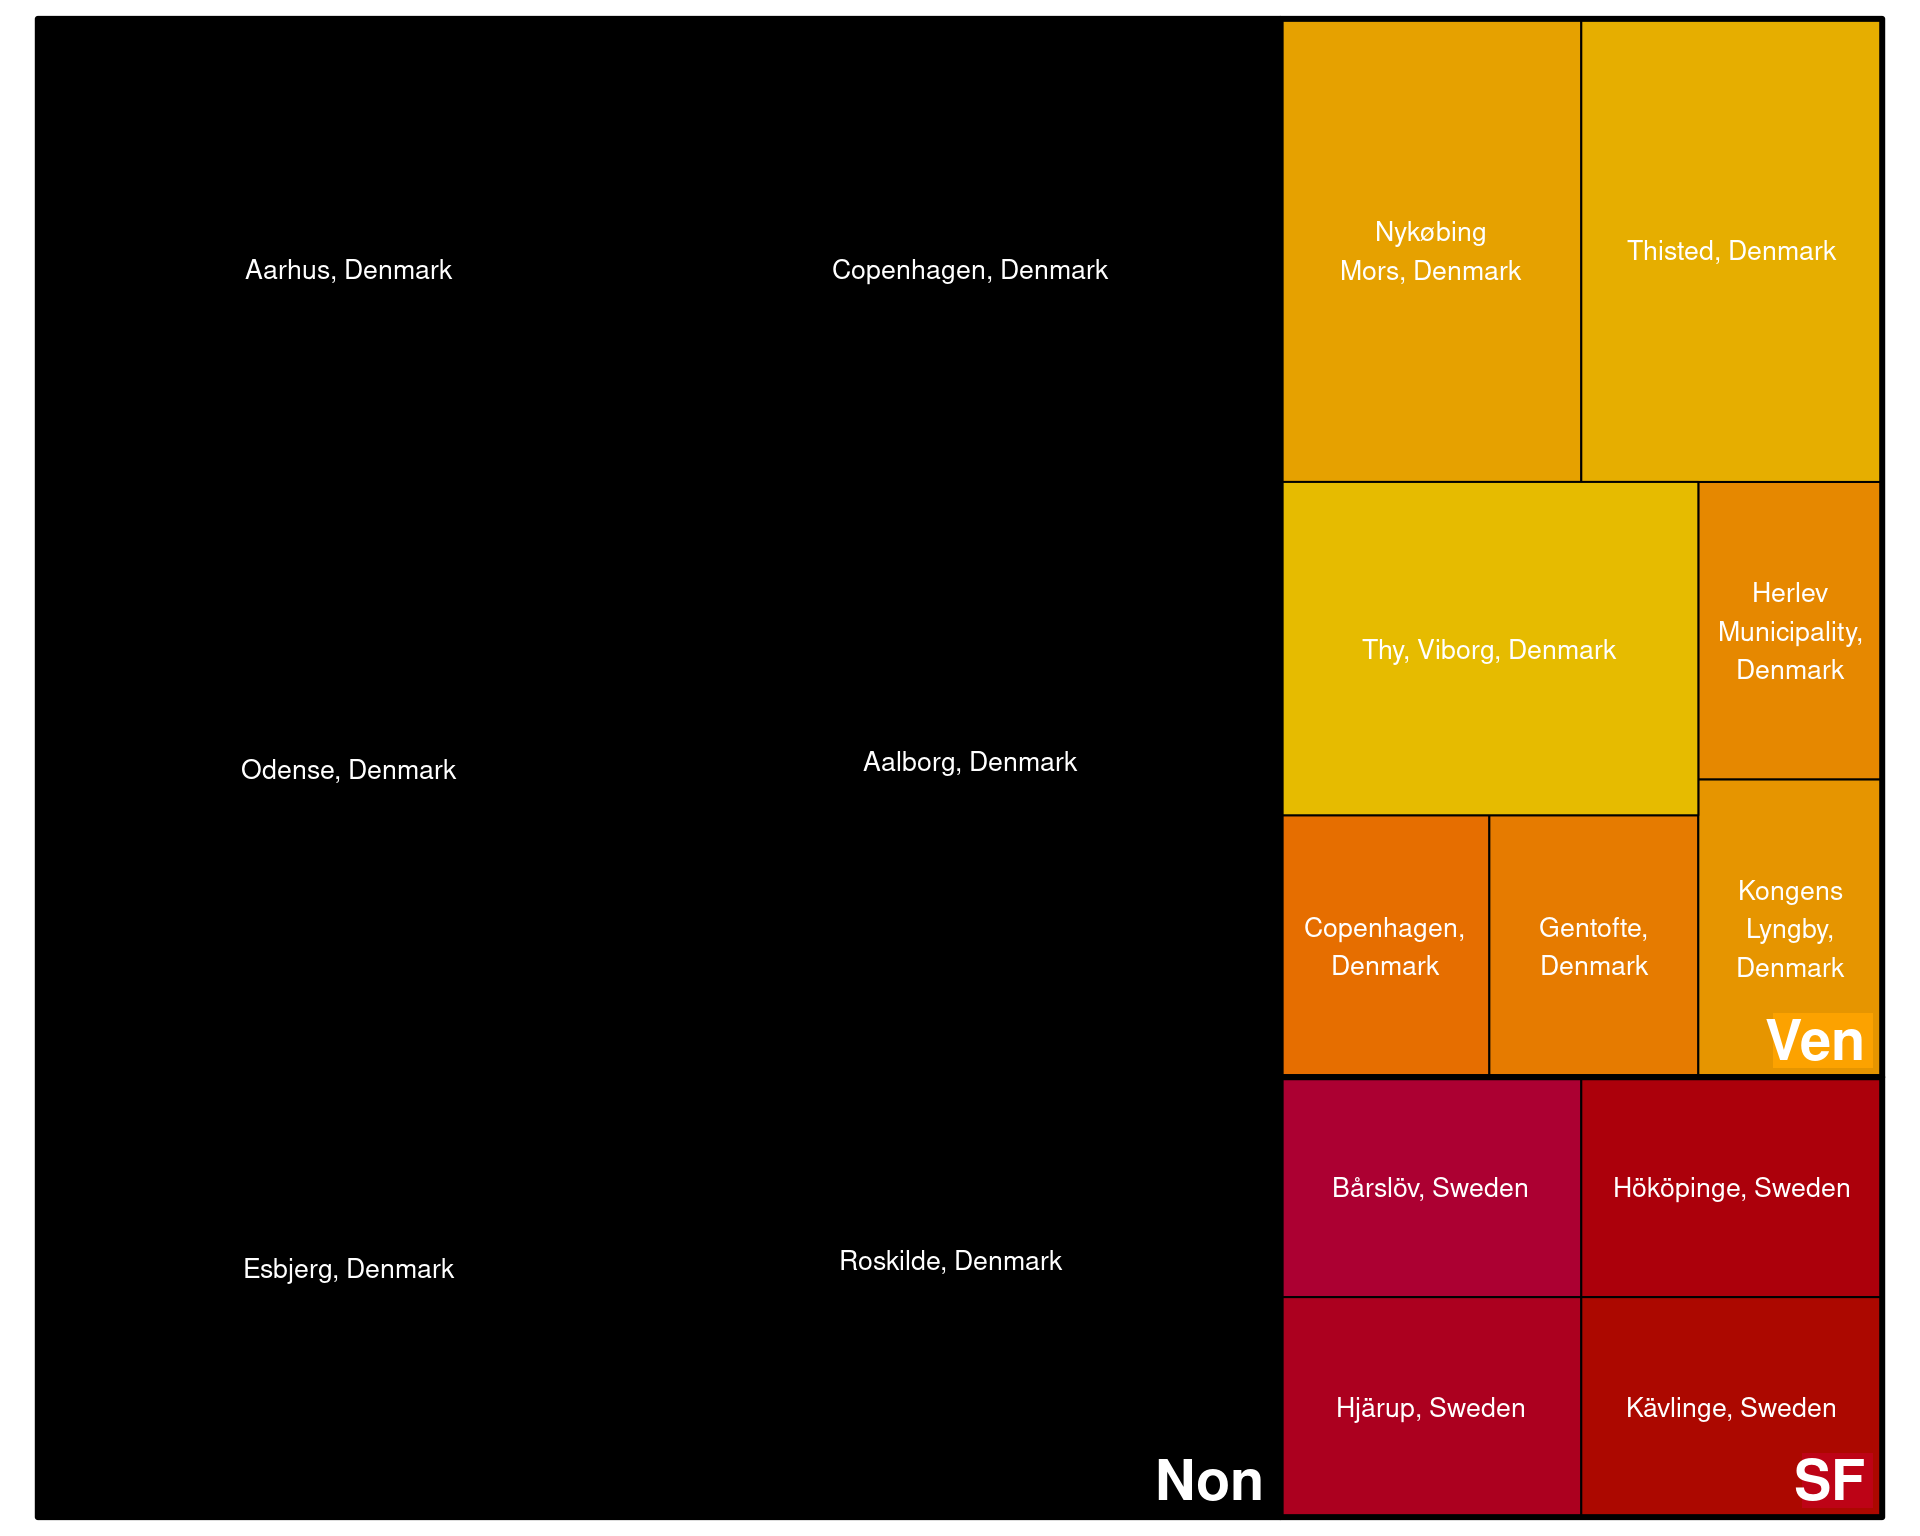 Aarhus, Denmark
Copenhagen, Denmark
Odense, Denmark
Aalborg, Denmark
Esbjerg, Denmark
Roskilde, Denmark
Non
Nykøbing
Mors, Denmark
Thisted, Denmark
Thy, Viborg, Denmark
Herlev
Municipality,
Denmark
Copenhagen,
Denmark
Gentofte,
Denmark
Kongens
Lyngby,
Denmark
Ven
Bårslöv, Sweden
Hököpinge, Sweden
Hjärup, Sweden
Kävlinge, Sweden
SF